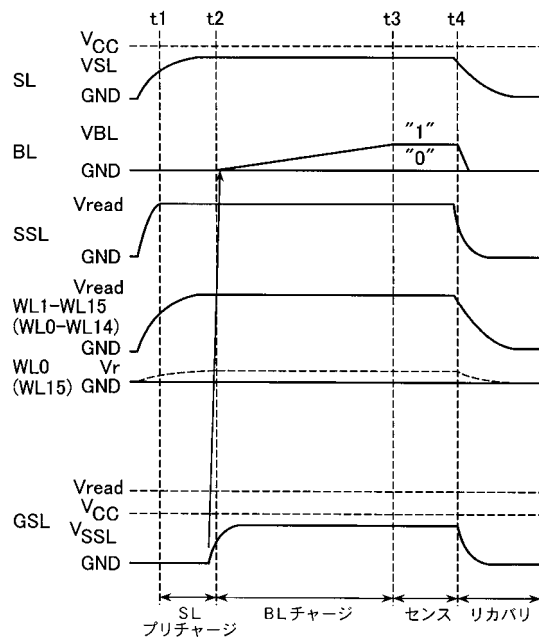 t1 t2 t3 t4
VCC
VSL
SL
GND
VBL
"1"
BL
"0"
GND
Vread
SSL
GND
Vread
WL1-WL15
(WL0-WL14)
GND
WL0 Vr
(WL15) GND
Vread
VCC
GSL
VSSL
GND
SL
プリチャージ
BLチャージ
センス
リカバリ